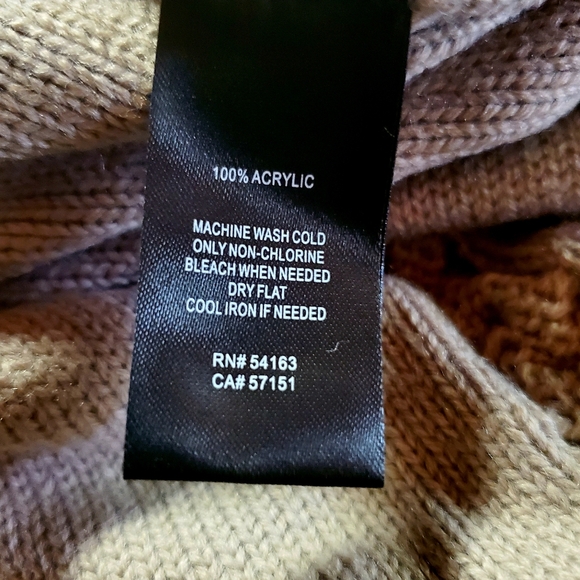 100% ACRYLIC
MACHINE WASH COLD
ONLY NON-CHLORINE
BLEACH WHEN NEEDED
DRY FLAT
COOL IRON IF NEEDED
RN# 54163
CA# 57151